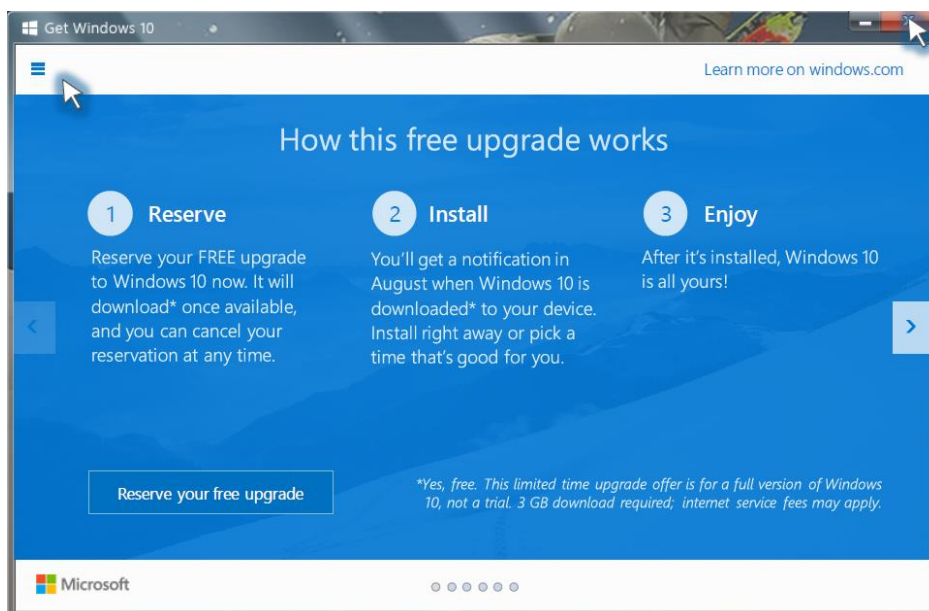 Get Windows 10
Learn more on windows.com
How this free upgrade works
1 Reserve
Reserve your FREE upgrade
to Windows 10 now. It will
download* once available,
and you can cancel your
reservation at any time.
2 Install
You'll get a notification in
August when Windows 10 is
downloaded* to your device.
Install right away or pick a
time that's good for you.
3 Enjoy
After it's installed, Windows 10
is all yours!
Reserve your free upgrade
*Yes, free. This limited time upgrade offer is for a full version of Windows
10, not a trial. 3 GB download required; internet service fees may apply.
Microsoft